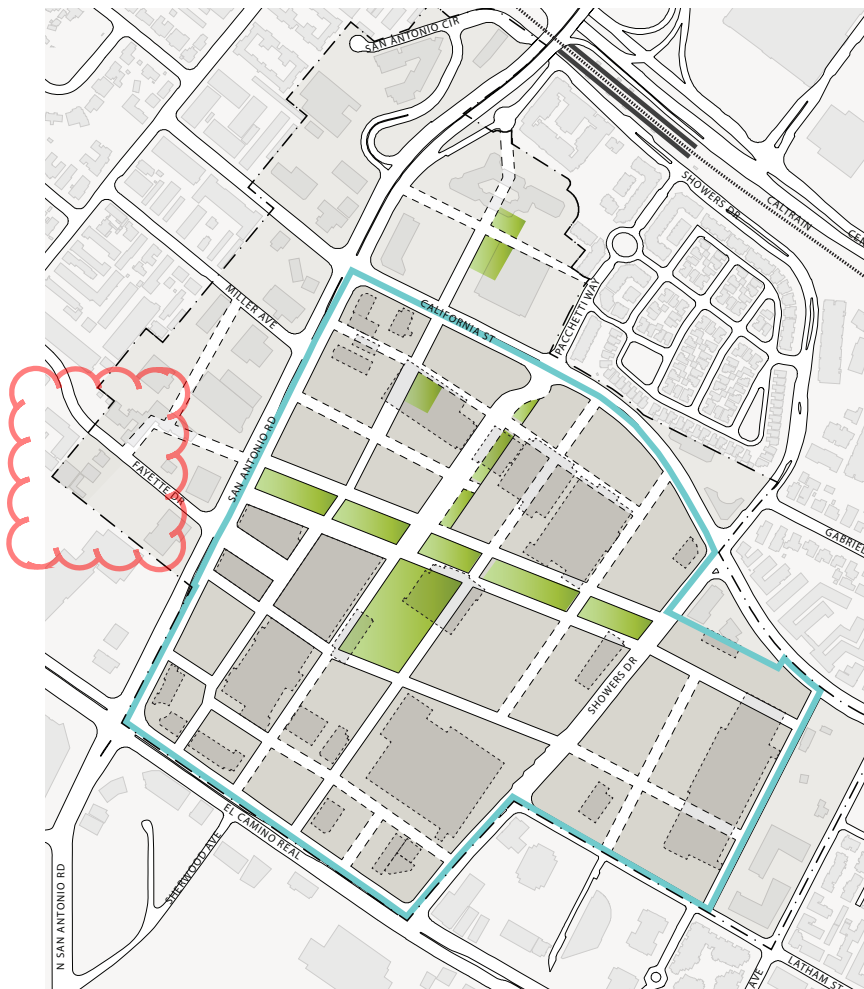 SAN ANTONIO CIR
SHOWERS DR
CALTRAIN
CEN
PACCHETTI WAY
MILLER AVE
CALIFORNIA ST
SAN ANTONIO RD
FAYETTE DR
GABRIEL
SHOWERS DR
EL CAMINO REAL
SHERWOOD AVE
N SAN ANTONIO RD
LATHAM ST
AVE